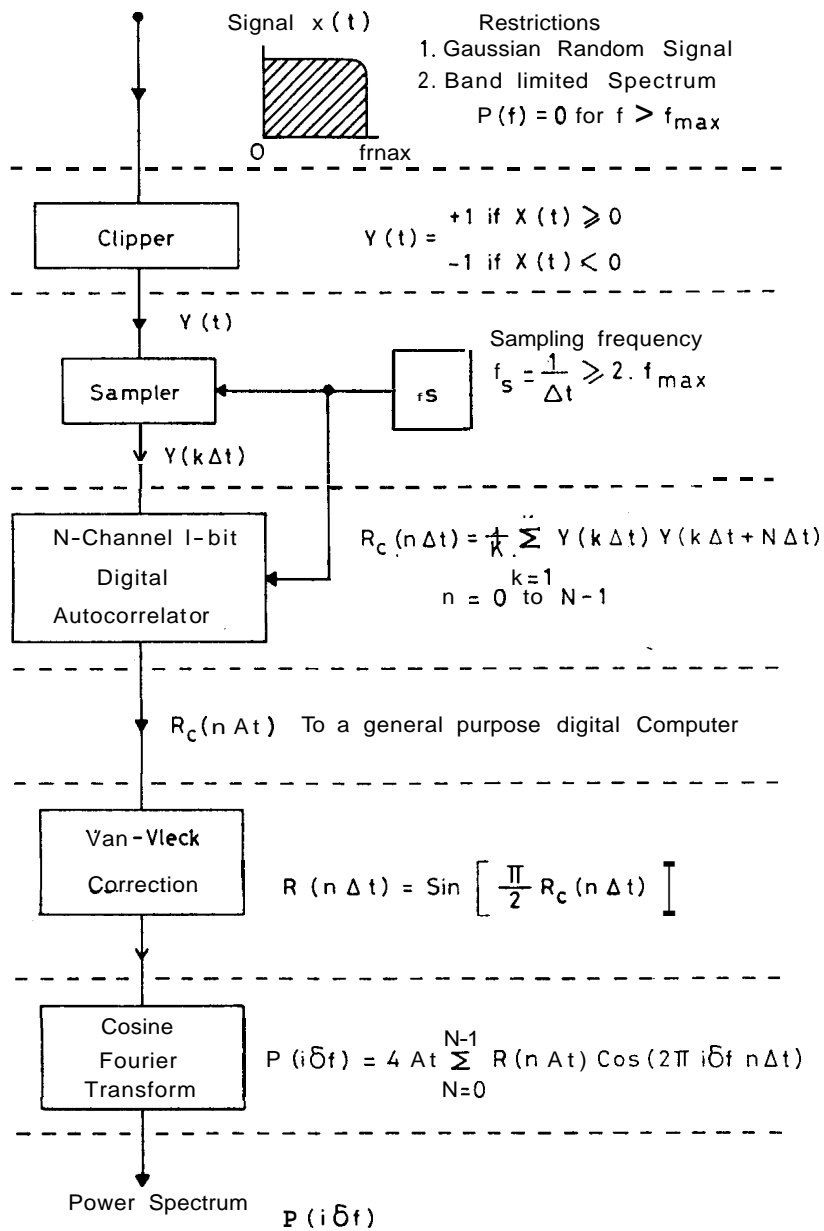 Signal x(t)
Restrictions
1. Gaussian Random Signal
2. Band limited Spectrum
P(f) = 0 for f > fmax
0 frnax
Clipper
Y(t) = +1 if X(t) ⩾ 0
-1 if X(t) < 0
Y(t)
Sampling frequency
fs = 1/Δt ⩾ 2. fmax
Sampler
fS
Y(kΔt)
N-Channel I-bit
Digital
Autocorrelator
Rc(nΔt) = 1/K ∑ Y(kΔt) Y(kΔt + NΔt)
k=1
n = 0 to N-1
Rc(n At) To a general purpose digital Computer
Van-Vleck
Correction
R (nΔt) = Sin [ π/2 Rc(nΔt) ]
Cosine
Fourier
Transform
N-1
P(iδf) = 4 At ∑ R(n At) Cos(2π iδf nΔt)
N=0
Power Spectrum P(iδf)